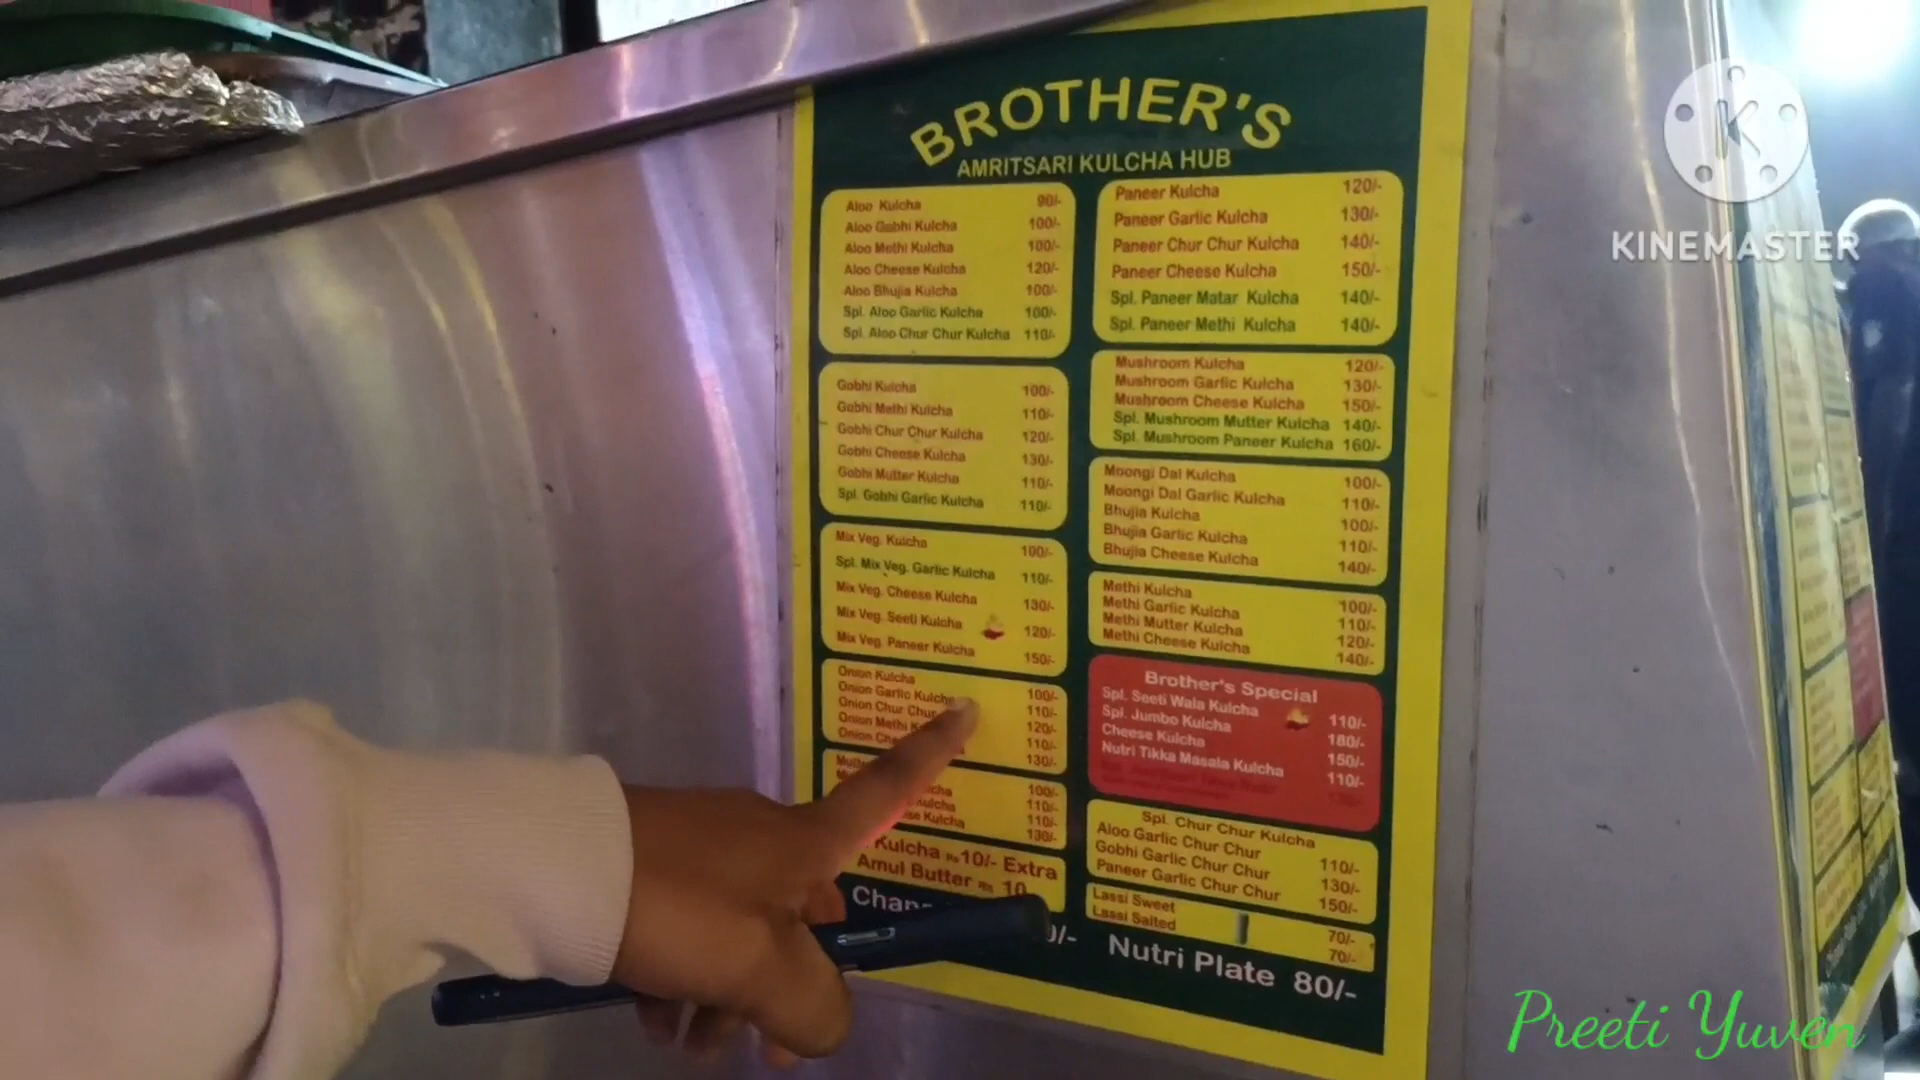 BROTHER'S
AMRITSARI KULCHA HUB
Aloo Kulcha 90/-
Aloo Gobhi Kulcha 100/-
Aloo Methi Kulcha 100/-
Aloo Cheese Kulcha 120/-
Aloo Bhujia Kulcha 100/-
Spl. Aloo Garlic Kulcha 100/-
Spl. Aloo Chur Chur Kulcha 110/-
Gobhi Kulcha 100/-
Gobhi Methi Kulcha 110/-
Gobhi Chur Chur Kulcha 120/-
Gobhi Cheese Kulcha 130/-
Gobhi Mutter Kulcha 110/-
Spl. Gobhi Garlic Kulcha 110/-
Mix Veg. Kulcha 100/-
Spl. Mix Veg. Garlic Kulcha 110/-
Mix Veg. Cheese Kulcha 130/-
Mix Veg. Seeti Kulcha 120/-
Mix Veg. Paneer Kulcha 150/-
Onion Kulcha 100/-
Onion Garlic Kulcha 110/-
Onion Chur Chur 120/-
Onion Methi 110/-
Onion 130/-
100/-
Kulcha 110/-
Kulcha 110/-
Kulcha 130/-
Kulcha Rs 10/- Extra
Amul Butter Rs 10
0/-
Paneer Kulcha 120/-
Paneer Garlic Kulcha 130/-
Paneer Chur Chur Kulcha 140/-
Paneer Cheese Kulcha 150/-
Spl. Paneer Matar Kulcha 140/-
Spl. Paneer Methi Kulcha 140/-
Mushroom Kulcha 120/-
Mushroom Garlic Kulcha 130/-
Mushroom Cheese Kulcha 150/-
Spl. Mushroom Mutter Kulcha 140/-
Spl. Mushroom Paneer Kulcha 160/-
Moongi Dal Kulcha 100/-
Moongi Dal Garlic Kulcha 110/-
Bhujia Kulcha 100/-
Bhujia Garlic Kulcha 110/-
Bhujia Cheese Kulcha 140/-
Methi Kulcha 100/-
Methi Garlic Kulcha 110/-
Methi Mutter Kulcha 120/-
Methi Cheese Kulcha 140/-
Brother's Special
Spl. Seeti Wala Kulcha 110/-
Spl. Jumbo Kulcha 180/-
Cheese Kulcha 150/-
Nutri Tikka Masala Kulcha 110/-
Spl. Chur Chur Kulcha
Aloo Garlic Chur Chur 110/-
Gobhi Garlic Chur Chur 130/-
Paneer Garlic Chur Chur 150/-
Lassi Sweet 70/-
Lassi Salted 70/-
Nutri Plate 80/-
K
KINEMASTER
Preeti Yuven